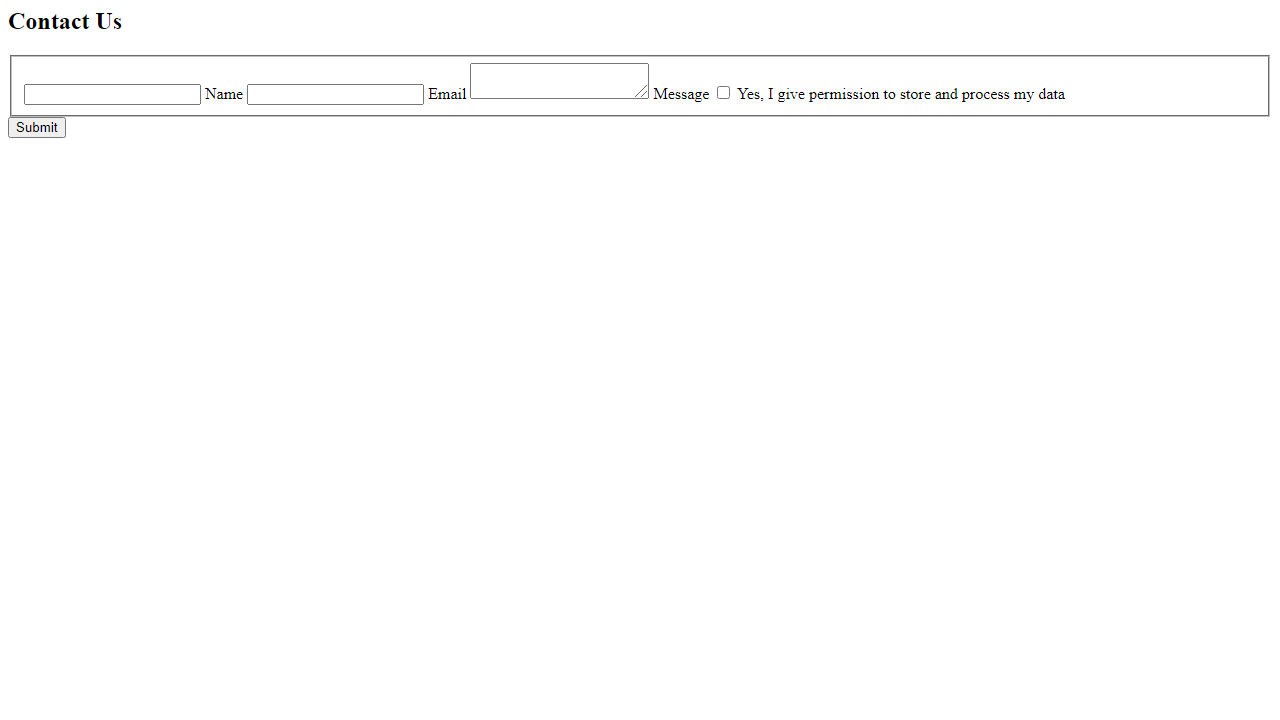 Contact Us
Name Email Message Yes, I give permission to store and process my data
Submit